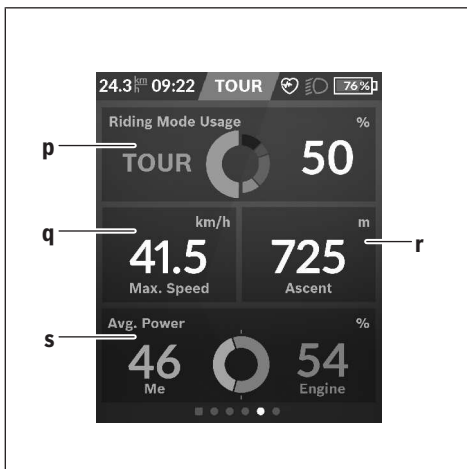 24.3 km/h 09:22 TOUR 76%
Riding Mode Usage %
p
TOUR 50
q
km/h m
r
41.5 725
Max. Speed Ascent
Avg. Power %
s
46 54
Me Engine